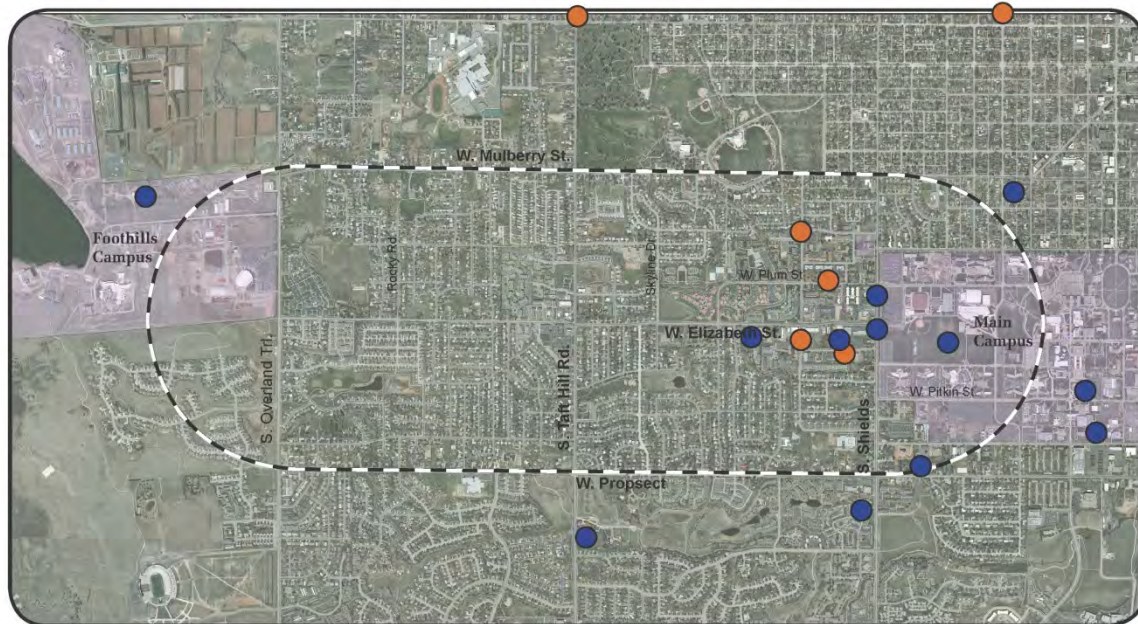 W. Mulberry St.
Foothills
Campus
Rocky Rd
Skyline Dr.
W. Plum St
W. Elizabeth St.
Main
Campus
S. Overland Trl.
S. Taft Hill Rd.
S. Shields
W. Pitkin St
W. Propsect